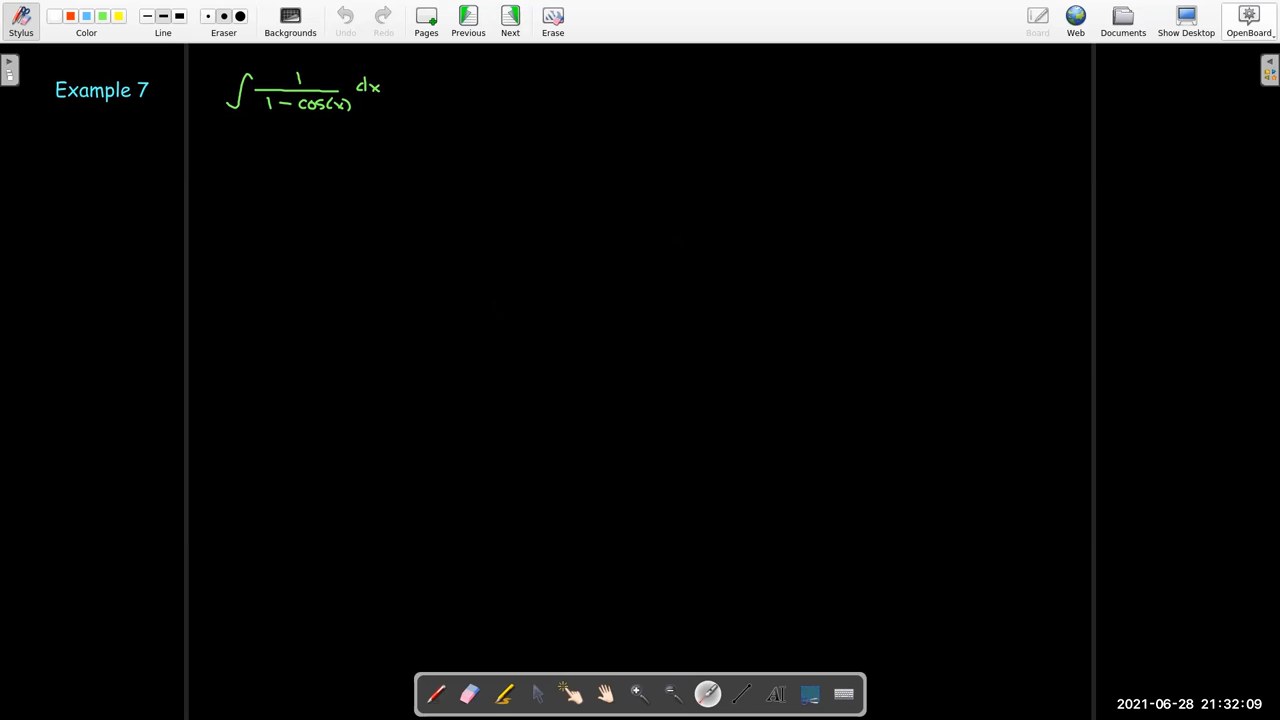 Stylus Color Line Eraser Backgrounds Undo Redo Pages Previous Next Erase Board Web Documents Show Desktop OpenBoard
Example 7 ∫ 1/(1 - cos(x)) dx
AI
2021-06-28 21:32:09